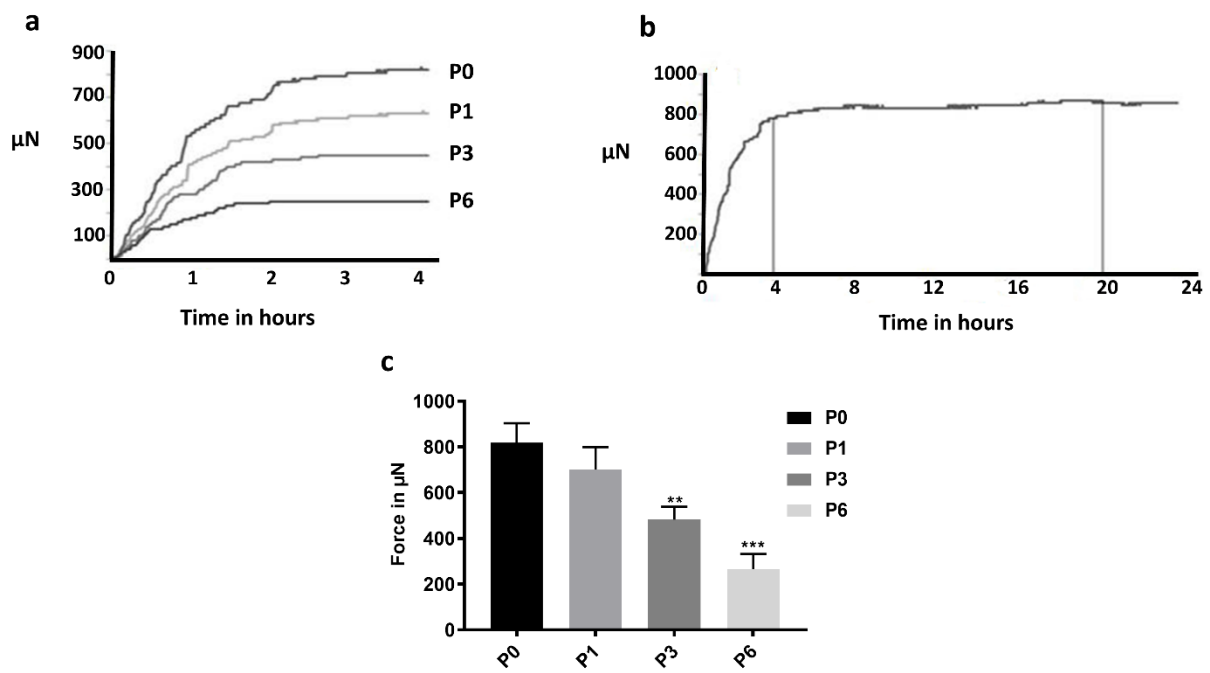 a
900
700
500
300
100
µN
P0
P1
P3
P6
0 1 2 3 4
Time in hours
b
1000
800
600
400
200
µN
0 4 8 12 16 20 24
Time in hours
c
1000
800
600
400
200
0
Force in µN
**
***
P0 P1 P3 P6
P0
P1
P3
P6